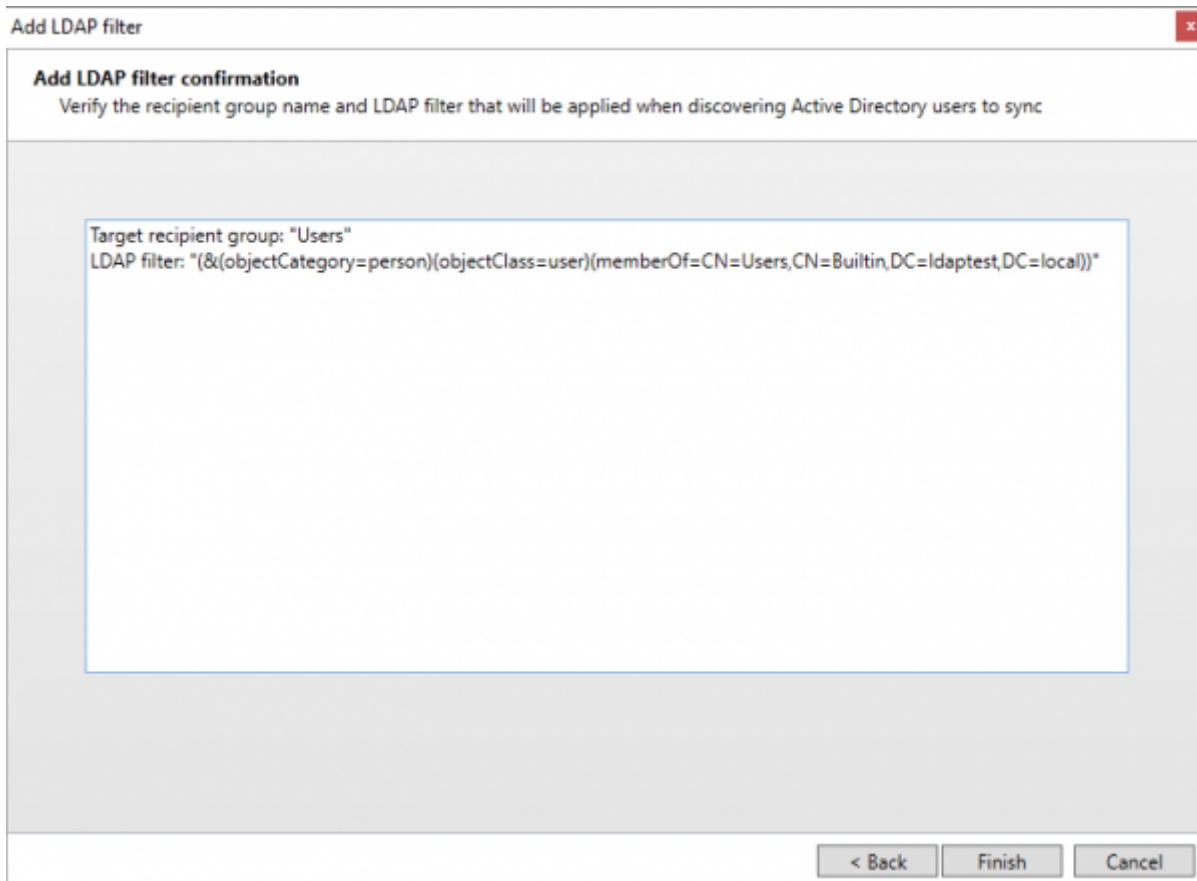 Add LDAP filter
x
Add LDAP filter confirmation
Verify the recipient group name and LDAP filter that will be applied when discovering Active Directory users to sync
Target recipient group: "Users"
LDAP filter: "(&(objectCategory=person)(objectClass=user)(memberOf=CN=Users,CN=Builtin,DC=ldaptest,DC=local))"
< Back
Finish
Cancel